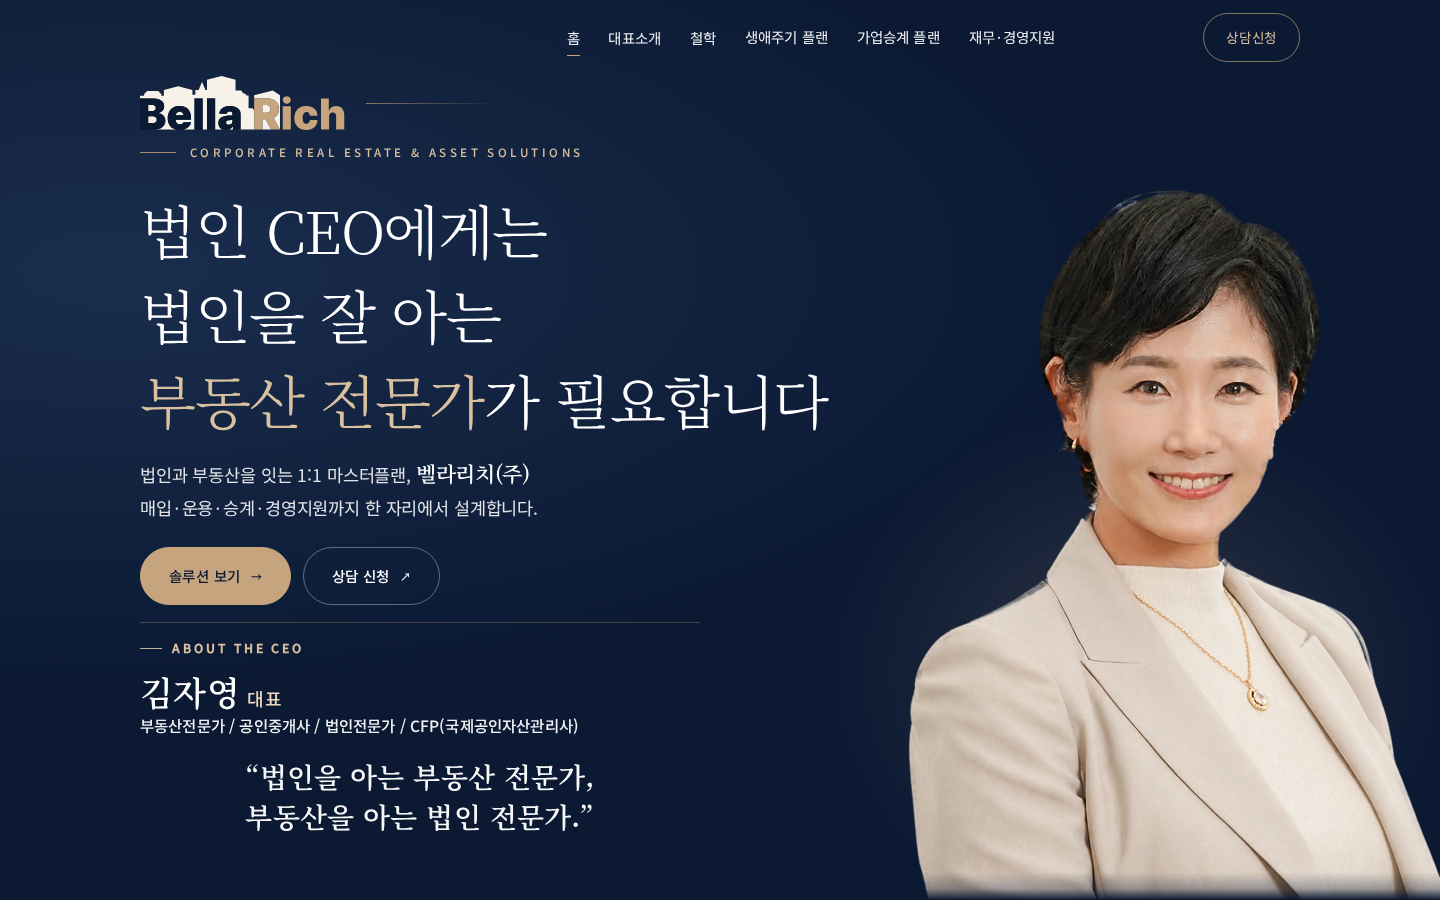 홈 대표소개 철학 생애주기 플랜 가업승계 플랜 재무·경영지원 상담신청
Bella Rich
CORPORATE REAL ESTATE & ASSET SOLUTIONS
법인 CEO에게는
법인을 잘 아는
부동산 전문가가 필요합니다
법인과 부동산을 잇는 1:1 마스터플랜, 벨라리치(주)
매입·운용·승계·경영지원까지 한 자리에서 설계합니다.
솔루션 보기 → 상담 신청 ↗
ABOUT THE CEO
김자영 대표
부동산전문가 / 공인중개사 / 법인전문가 / CFP(국제공인자산관리사)
“법인을 아는 부동산 전문가,
부동산을 아는 법인 전문가.”